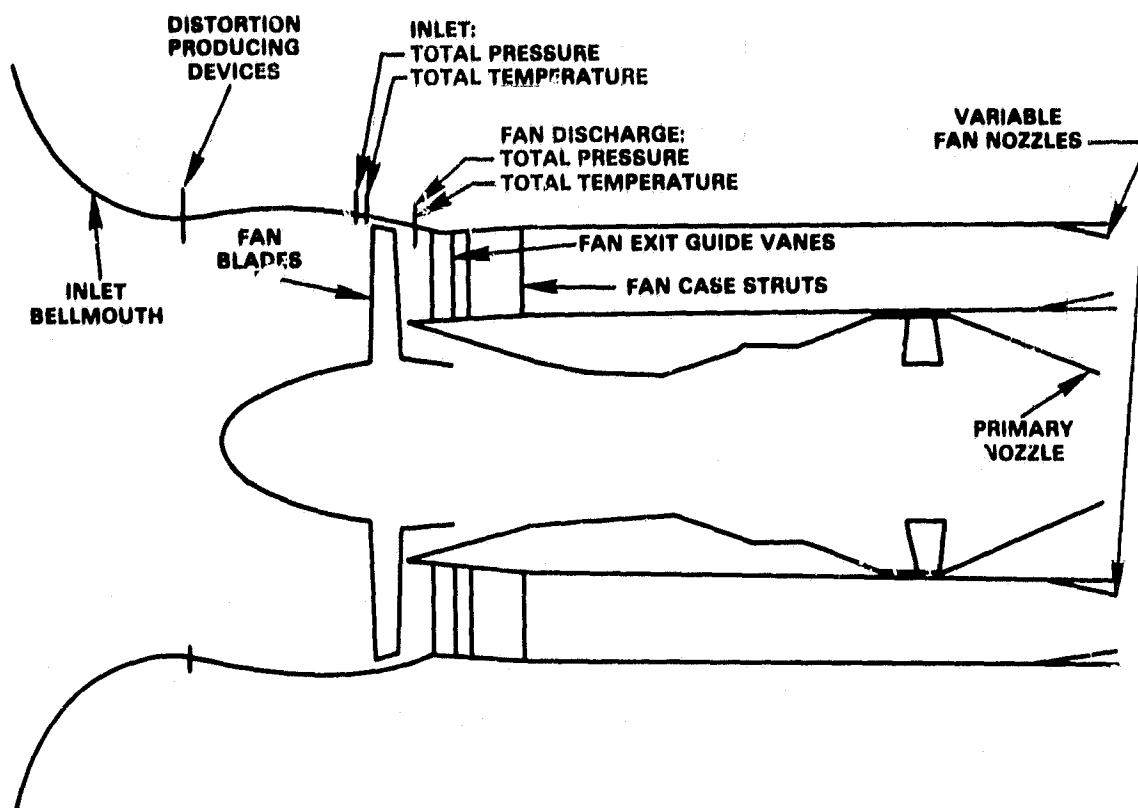 DISTORTION
PRODUCING
DEVICES
INLET:
TOTAL PRESSURE
TOTAL TEMPERATURE
VARIABLE
FAN NOZZLES
FAN DISCHARGE:
TOTAL PRESSURE
TOTAL TEMPERATURE
FAN
BLADES
FAN EXIT GUIDE VANES
FAN CASE STRUTS
INLET
BELLMOUTH
PRIMARY
NOZZLE